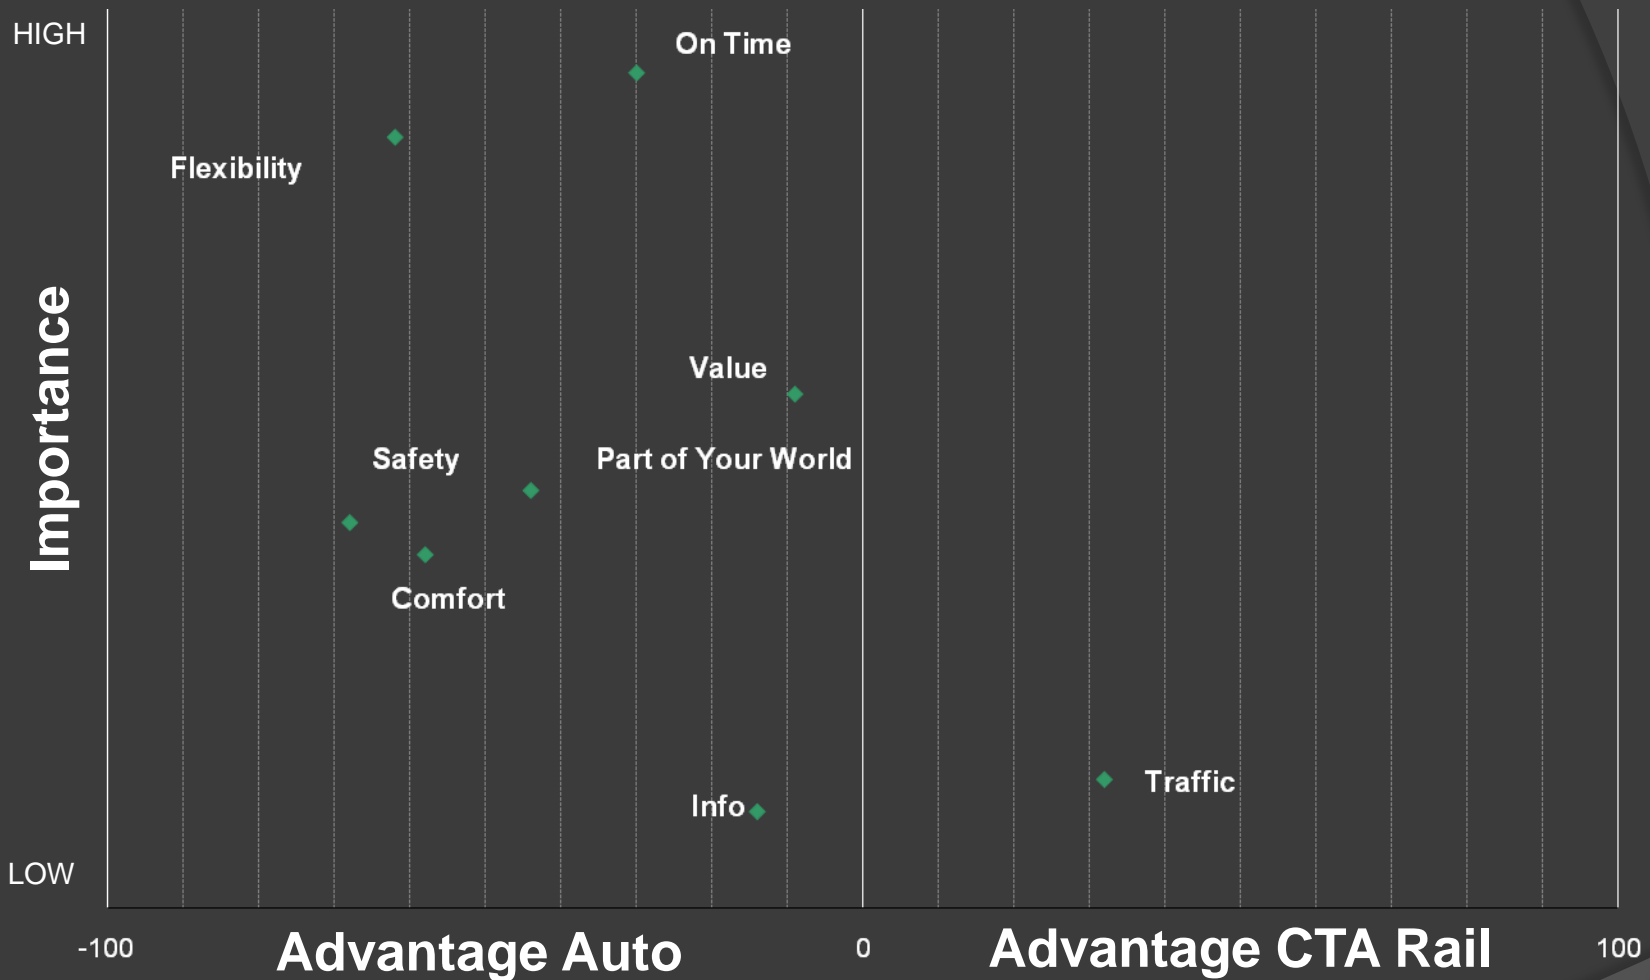 HIGH
On Time
Flexibility
Importance
Value
Safety
Part of Your World
Comfort
Traffic
Info
LOW
-100
Advantage Auto
0
Advantage CTA Rail
100